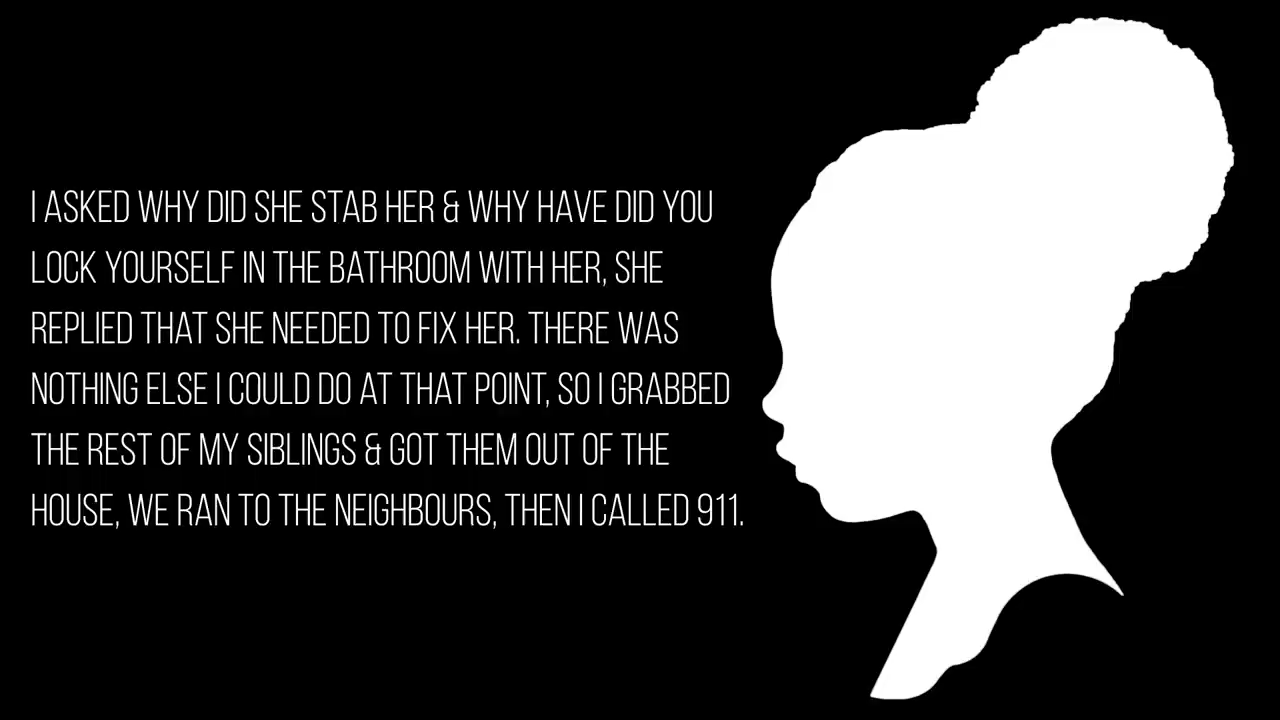 I ASKED WHY DID SHE STAB HER & WHY HAVE DID YOU
LOCK YOURSELF IN THE BATHROOM WITH HER, SHE
REPLIED THAT SHE NEEDED TO FIX HER. THERE WAS
NOTHING ELSE I COULD DO AT THAT POINT, SO I GRABBED
THE REST OF MY SIBLINGS & GOT THEM OUT OF THE
HOUSE, WE RAN TO THE NEIGHBOURS, THEN I CALLED 911.